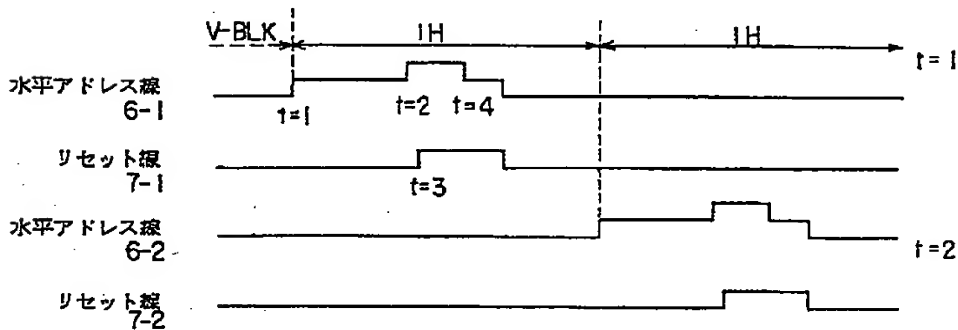 V-BLK 1H 1H
t=1
水平アドレス線
6-1
t=1 t=2 t=4
リセット線
7-1
t=3
水平アドレス線
6-2
t=2
リセット線
7-2